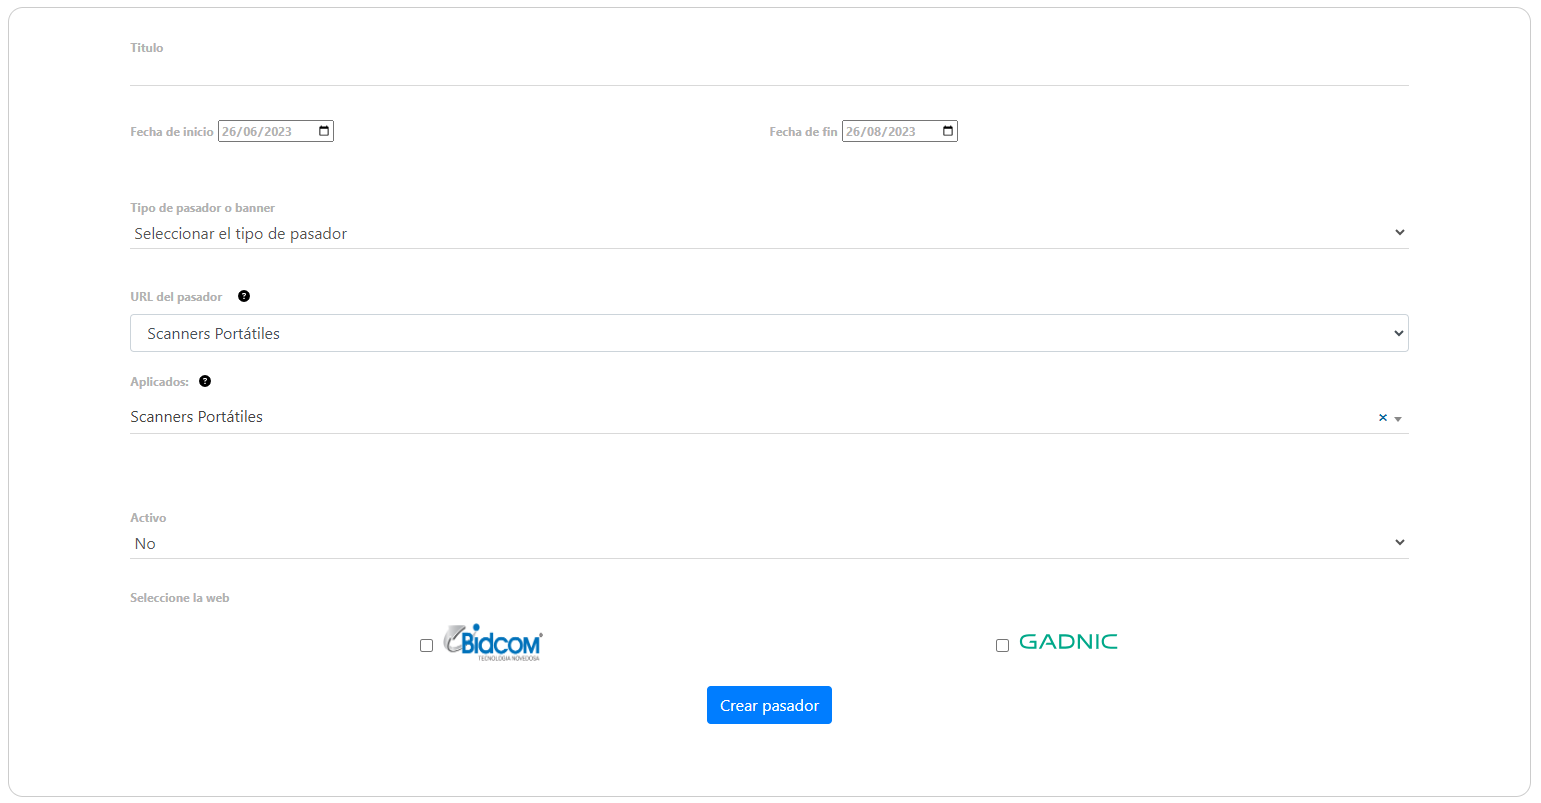 Titulo
Fecha de inicio 26/06/2023 Fecha de fin 26/08/2023
Tipo de pasador o banner
Seleccionar el tipo de pasador
URL del pasador ?
Scanners Portátiles
Aplicados: ?
Scanners Portátiles
× 
Activo
No
Seleccione la web
BIDCOM
TECNOLOGIA NOVEDOSA
GADNIC
Crear pasador